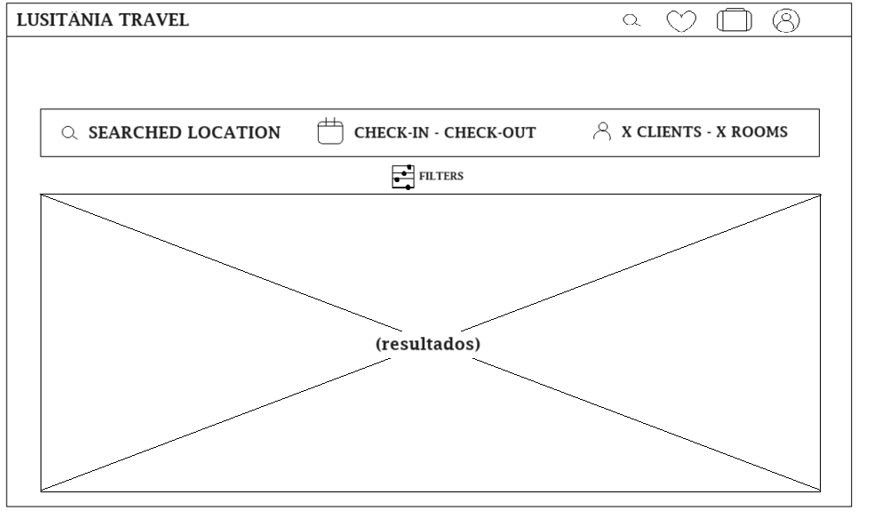 LUSITÂNIA TRAVEL
SEARCHED LOCATION CHECK-IN - CHECK-OUT X CLIENTS - X ROOMS
FILTERS
(resultados)